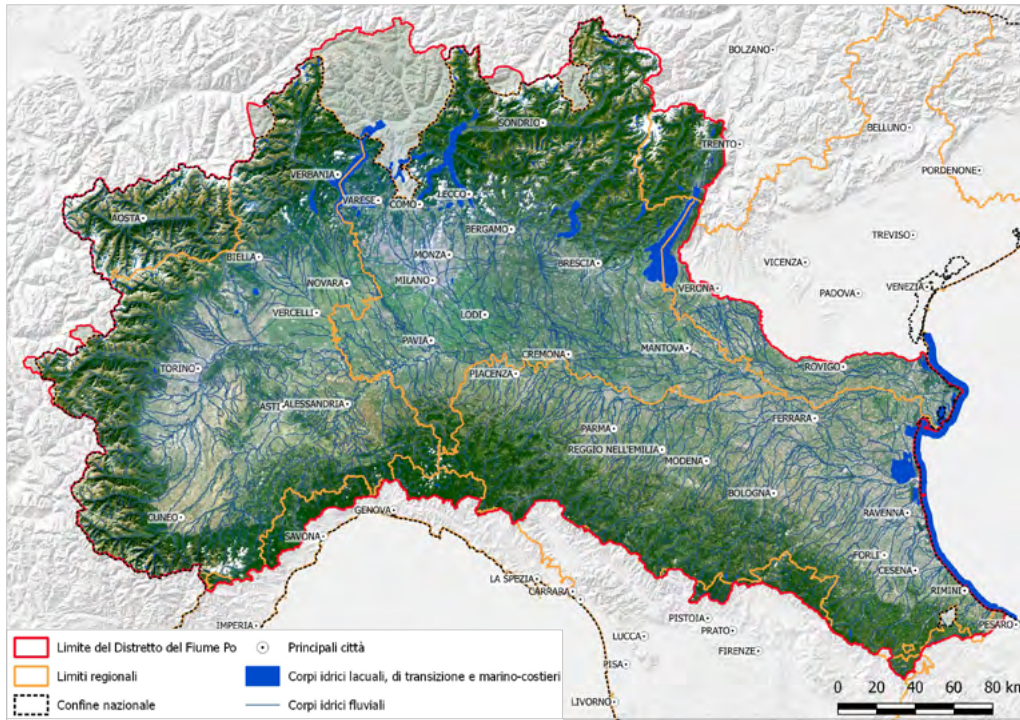 BOLZANO
BELLUNO
SONDRIO
TRENTO
PORDENONE
VERBANIA
LECCO
VARESE
COMO
AOSTA
BERGAMO
TREVISO
BIELLA
MONZA
BRESCIA
VICENZA
NOVARA
MILANO
VERONA
PADOVA
VENEZIA
VERCELLI
LODI
PAVIA
MANTOVA
CREMONA
TORINO
PIACENZA
ROVIGO
ASTI
ALESSANDRIA
FERRARA
PARMA
REGGIO NELL'EMILIA
MODENA
BOLOGNA
CUNEO
GENOVA
RAVENNA
SAVONA
FORLI
CESENA
LA SPEZIA
CARRARA
RIMINI
IMPERIA
PISTOIA
PESARO
PRATO
LUCCA
FIRENZE
PISA
LIVORNO
Limite del Distretto del Fiume Po
Principali città
Limiti regionali
Corpi idrici lacuali, di transizione e marino-costieri
Confine nazionale
Corpi idrici fluviali
0 20 40 60 80 km